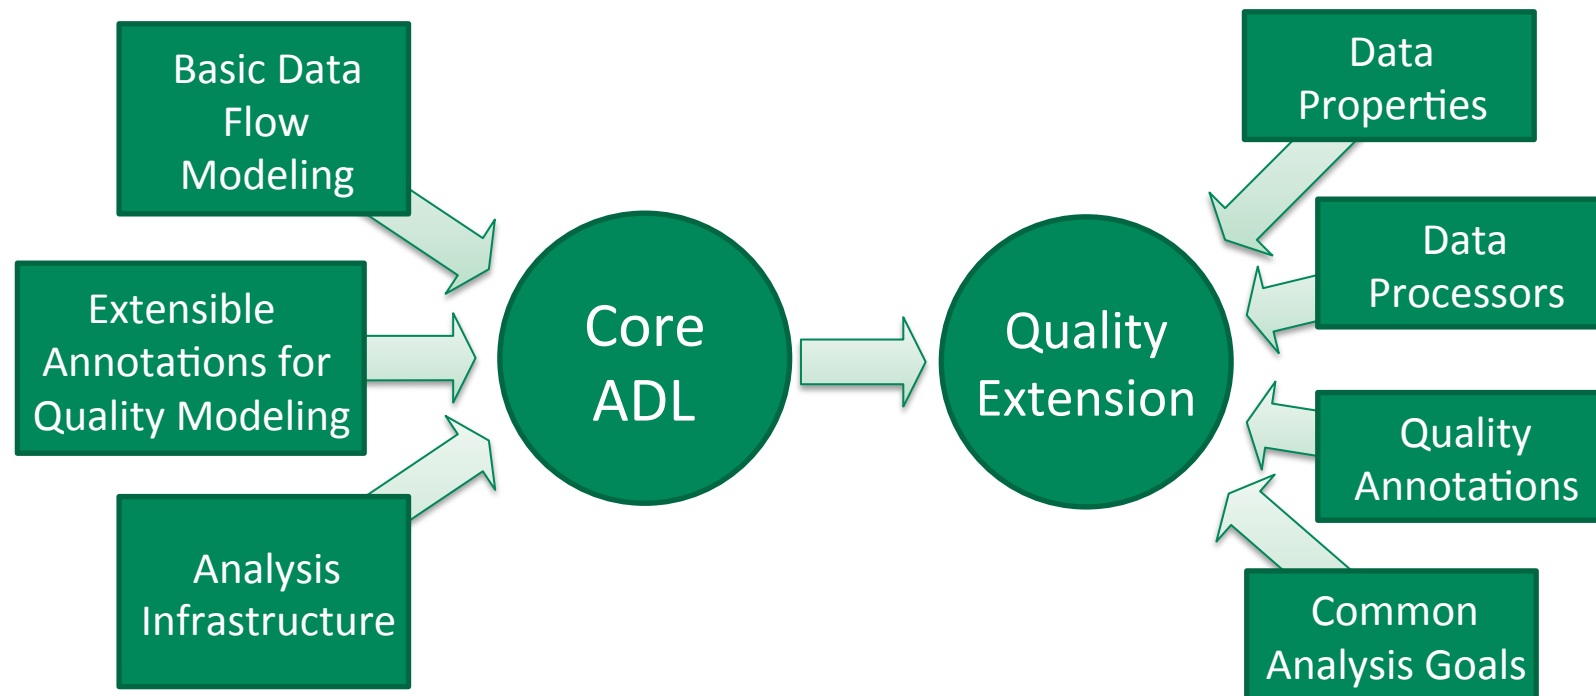 Basic Data
Flow
Modeling
Extensible
Annotations for
Quality Modeling
Analysis
Infrastructure
Core
ADL
Quality
Extension
Data
Properties
Data
Processors
Quality
Annotations
Common
Analysis Goals